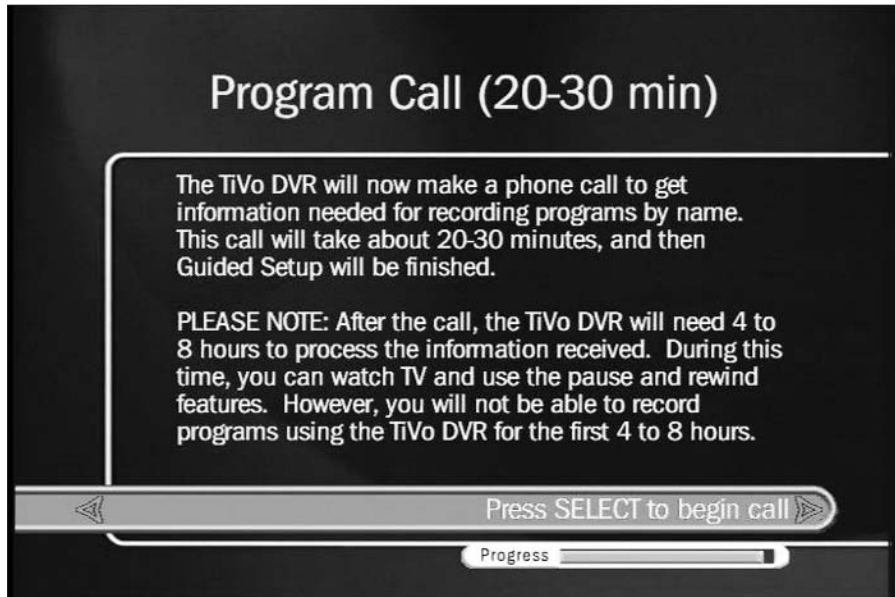 Program Call (20-30 min)
The TiVo DVR will now make a phone call to get
information needed for recording programs by name.
This call will take about 20-30 minutes, and then
Guided Setup will be finished.
PLEASE NOTE: After the call, the TiVo DVR will need 4 to
8 hours to process the information received.  During this
time, you can watch TV and use the pause and rewind
features.  However, you will not be able to record
programs using the TiVo DVR for the first 4 to 8 hours.
Press SELECT to begin call
Progress